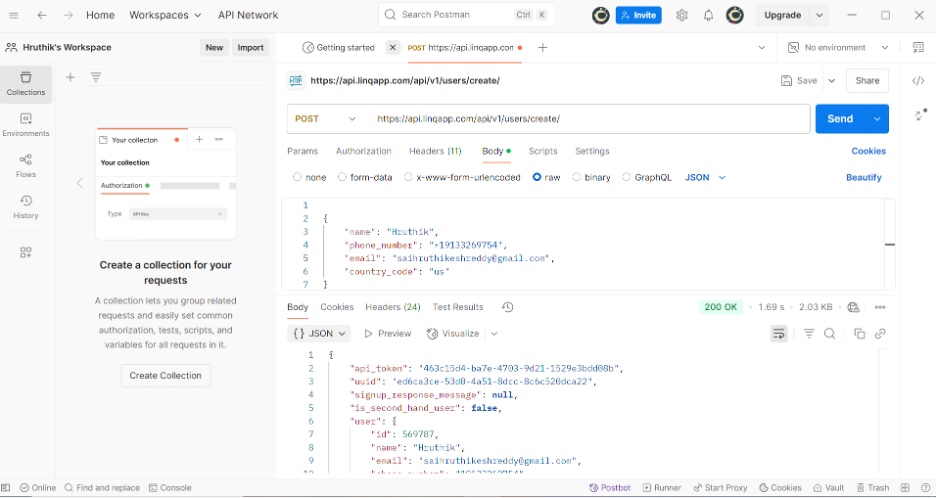 Home Workspaces API Network Search Postman Ctrl K Invite Upgrade
Hruthik's Workspace New Import Getting started POST https://api.linqapp.con No environment
Collections
Environments
Flows
History
Your collection
Your collection
Authorization
Type API Key
Create a collection for your
requests
A collection lets you group related
requests and easily set common
authorization, tests, scripts, and
variables for all requests in it.
Create Collection
HTTP https://api.linqapp.com/api/v1/users/create/ Save Share
POST https://api.linqapp.com/api/v1/users/create/ Send
Params Authorization Headers (11) Body Scripts Settings Cookies
none form-data x-www-form-urlencoded raw binary GraphQL JSON Beautify
1
2 {
3 "name": "Hruthik",
4 "phone_number": "+19133269754",
5 "email": "saihruthikeshreddy@gmail.com",
6 "country_code": "us"
7 }
Body Cookies Headers (24) Test Results 200 OK 1.69 s 2.03 KB
{} JSON Preview Visualize
1 {
2 "api_token": "463c15d4-ba7e-4703-9d21-1529e3bdd08b",
3 "uuid": "ed6ca3ce-53d0-4a51-8dcc-8c6c520dca22",
4 "signup_response_message": null,
5 "is_second_hand_user": false,
6 "user": {
7 "id": 569787,
8 "name": "Hruthik",
9 "email": "saihruthikeshreddy@gmail.com",
Online Find and replace Console Postbot Runner Start Proxy Cookies Vault Trash